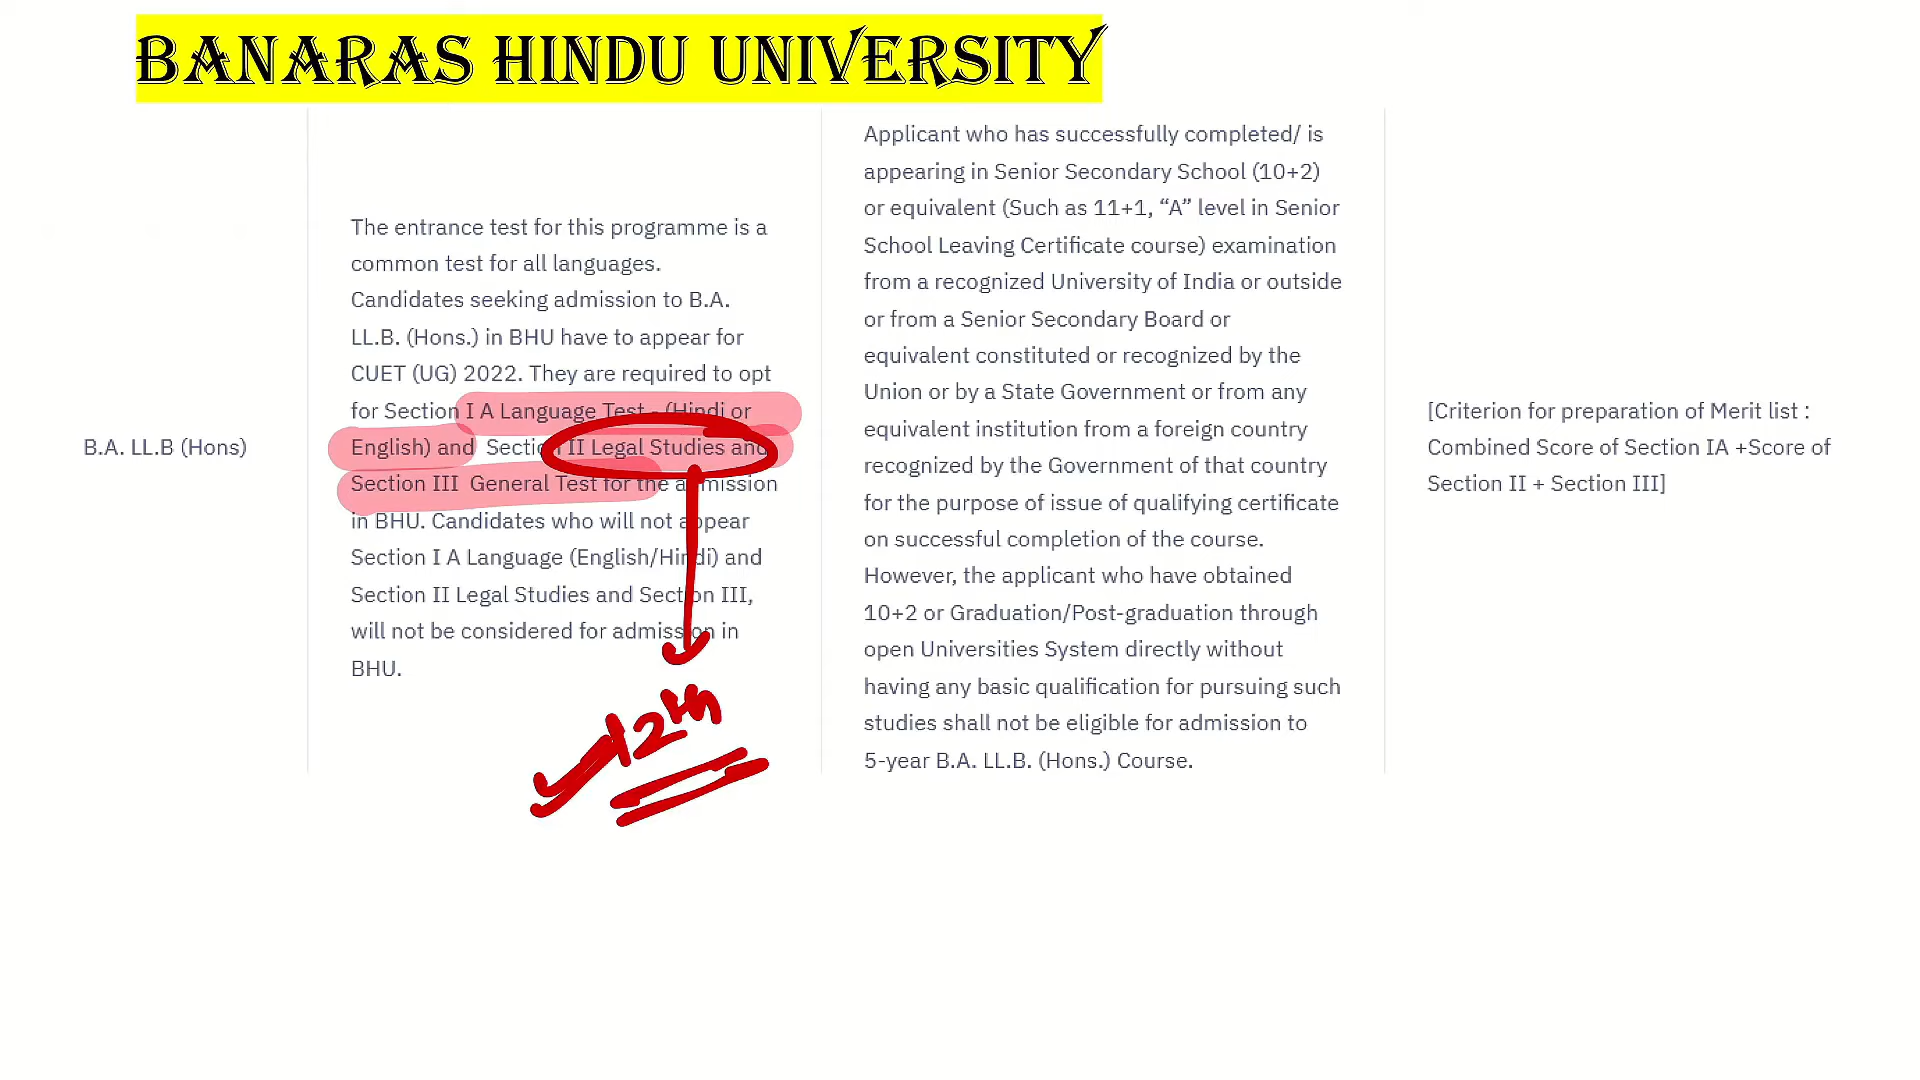 BANARAS HINDU UNIVERSITY
B.A. LL.B (Hons)
The entrance test for this programme is a
common test for all languages.
Candidates seeking admission to B.A.
LL.B. (Hons.) in BHU have to appear for
CUET (UG) 2022. They are required to opt
for Section I A Language Test - (Hindi or
English) and Section II Legal Studies and
Section III General Test for the admission
in BHU. Candidates who will not appear
Section I A Language (English/Hindi) and
Section II Legal Studies and Section III,
will not be considered for admission in
BHU.
12th
Applicant who has successfully completed/ is
appearing in Senior Secondary School (10+2)
or equivalent (Such as 11+1, “A” level in Senior
School Leaving Certificate course) examination
from a recognized University of India or outside
or from a Senior Secondary Board or
equivalent constituted or recognized by the
Union or by a State Government or from any
equivalent institution from a foreign country
recognized by the Government of that country
for the purpose of issue of qualifying certificate
on successful completion of the course.
However, the applicant who have obtained
10+2 or Graduation/Post-graduation through
open Universities System directly without
having any basic qualification for pursuing such
studies shall not be eligible for admission to
5-year B.A. LL.B. (Hons.) Course.
[Criterion for preparation of Merit list :
Combined Score of Section IA +Score of
Section II + Section III]